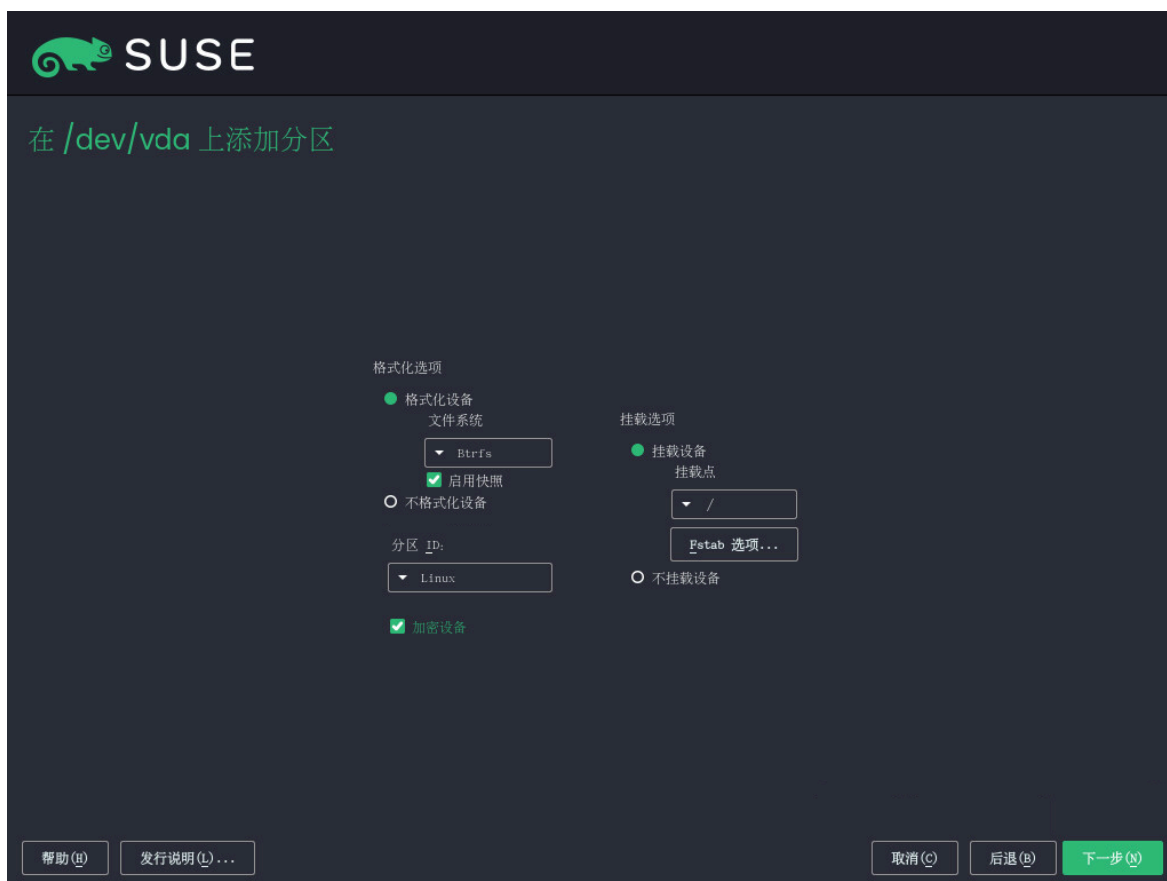 SUSE
在 /dev/vda 上添加分区
格式化选项
格式化设备
文件系统
Btrfs
启用快照
不格式化设备
分区 ID:
Linux
加密设备
挂载选项
挂载设备
挂载点
/
Fstab 选项...
不挂载设备
帮助(H)
发行说明(L)...
取消(C)
后退(B)
下一步(N)